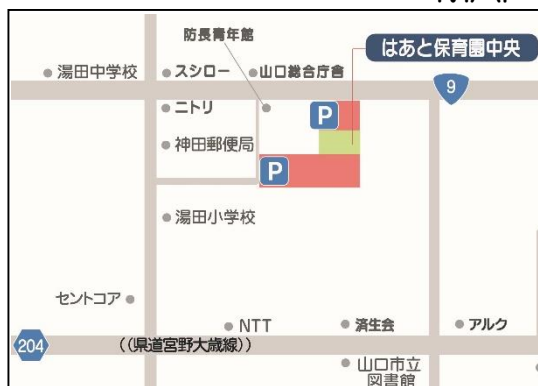 防長青年館
はあと保育園中央
湯田中学校
スシロー
山口総合庁舎
9
ニトリ
P
神田郵便局
P
湯田小学校
セントコア
NTT
済生会
アルク
204
((県道宮野大歳線))
山口市立
図書館